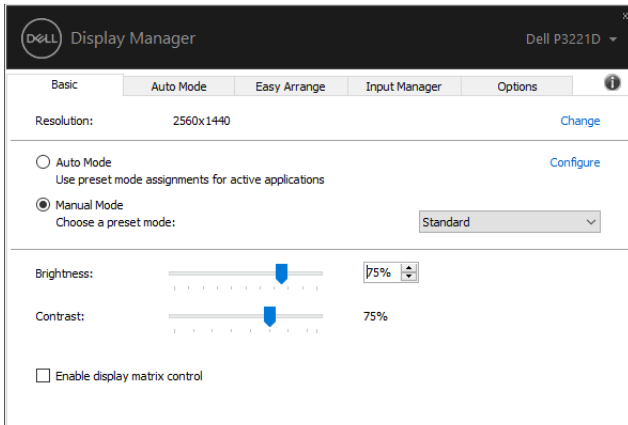 DELL Display Manager Dell P3221D
Basic Auto Mode Easy Arrange Input Manager Options
Resolution: 2560x1440 Change
Auto Mode Configure
Use preset mode assignments for active applications
Manual Mode
Choose a preset mode: Standard
Brightness: 75%
Contrast: 75%
Enable display matrix control